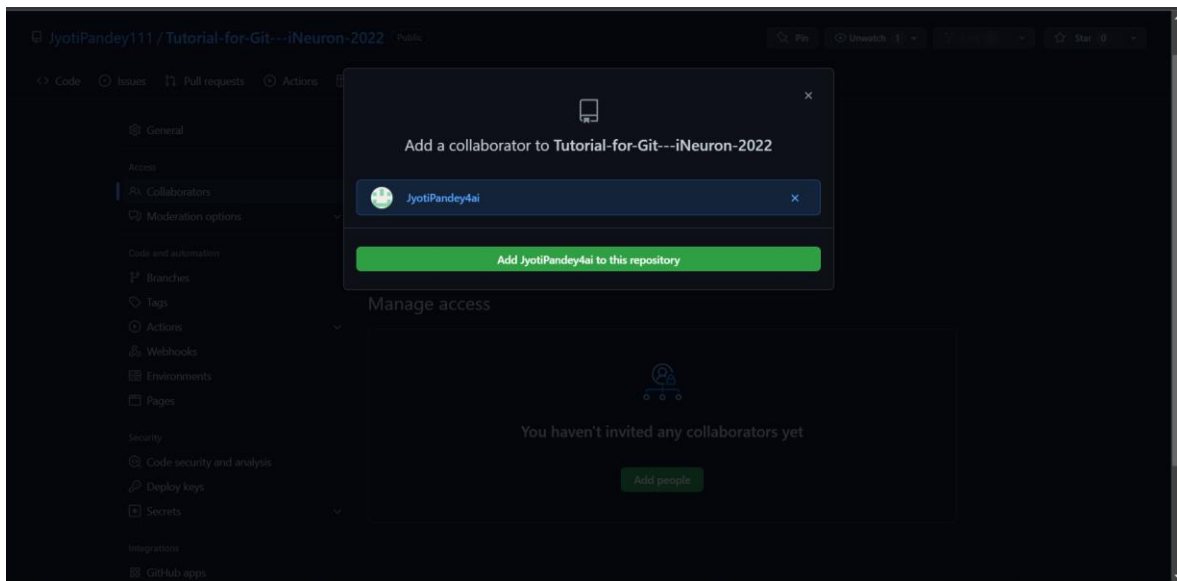 JyotiPandey111 / Tutorial-for-Git---iNeuron-2022 Public
Pin
Unwatch 1
Star 0
<> Code
Issues
Pull requests
Actions
Add a collaborator to Tutorial-for-Git---iNeuron-2022
JyotiPandey4ai
Add JyotiPandey4ai to this repository
General
Access
Collaborators
Moderation options
Code and automation
Branches
Tags
Actions
Webhooks
Environments
Pages
Security
Code security and analysis
Deploy keys
Secrets
Integrations
GitHub apps
Manage access
You haven't invited any collaborators yet
Add people